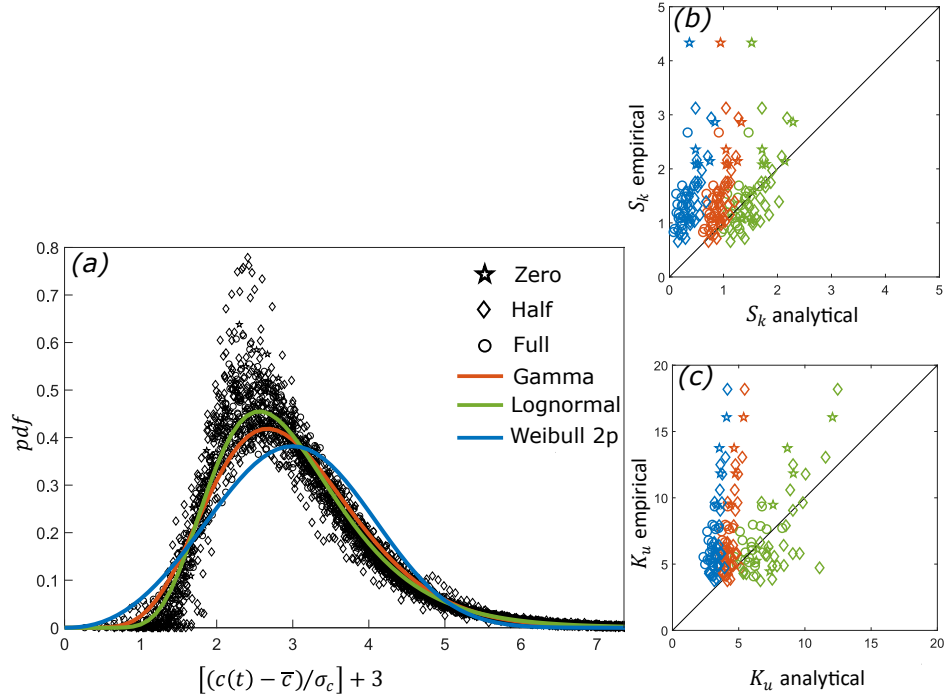 (a)
0.8
0.7
0.6
0.5
0.4
0.3
0.2
0.1
0
pdf
0 1 2 3 4 5 6 7
[(c(t) − c̅)/σ_c] + 3
Zero
Half
Full
Gamma
Lognormal
Weibull 2p
(b)
5
4
3
2
1
0
S_k empirical
0 1 2 3 4 5
S_k analytical
(c)
20
15
10
5
0
K_u empirical
0 5 10 15 20
K_u analytical